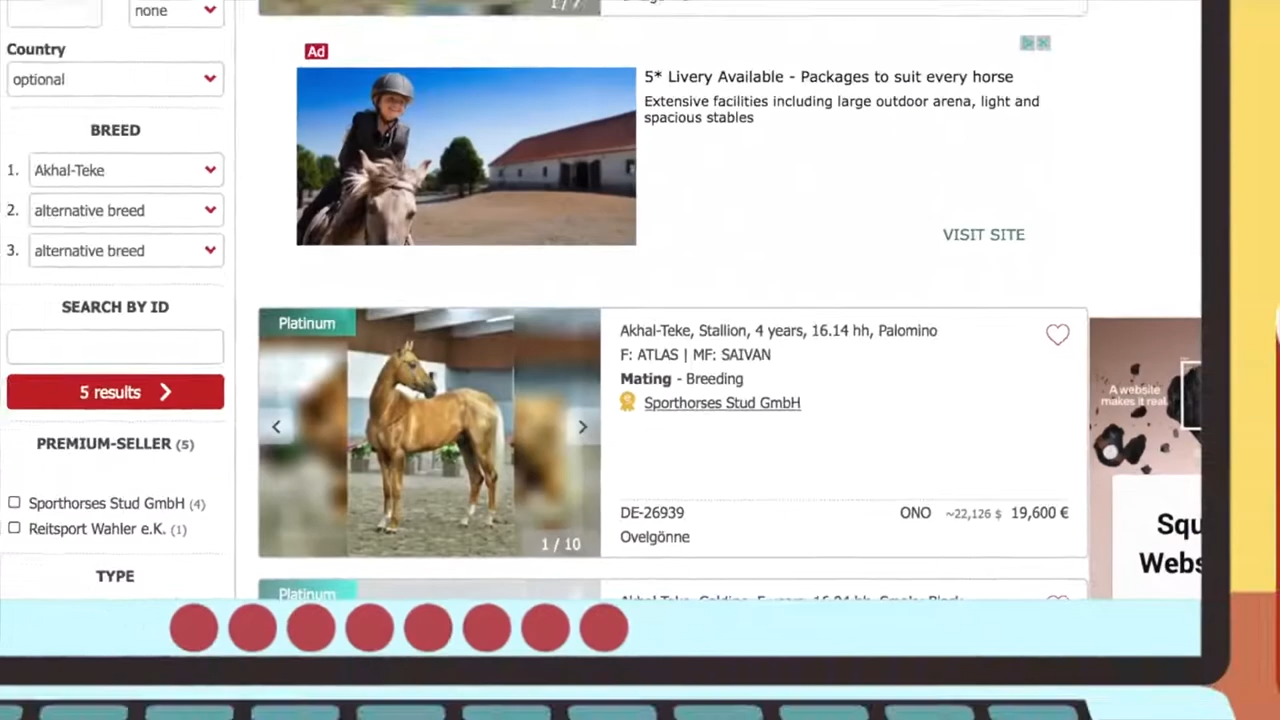 none
1 / 7
Country
optional
Ad
5* Livery Available - Packages to suit every horse
Extensive facilities including large outdoor arena, light and
spacious stables
VISIT SITE
BREED
1. Akhal-Teke
2. alternative breed
3. alternative breed
SEARCH BY ID
5 results
PREMIUM-SELLER (5)
Sporthorses Stud GmbH (4)
Reitsport Wahler e.K. (1)
TYPE
Platinum
1 / 10
Akhal-Teke, Stallion, 4 years, 16.14 hh, Palomino
F: ATLAS | MF: SAIVAN
Mating - Breeding
Sporthorses Stud GmbH
DE-26939
Ovelgönne
ONO ~22,126 $ 19,600 €
A website
makes it real.
Squ
Webs
Platinum